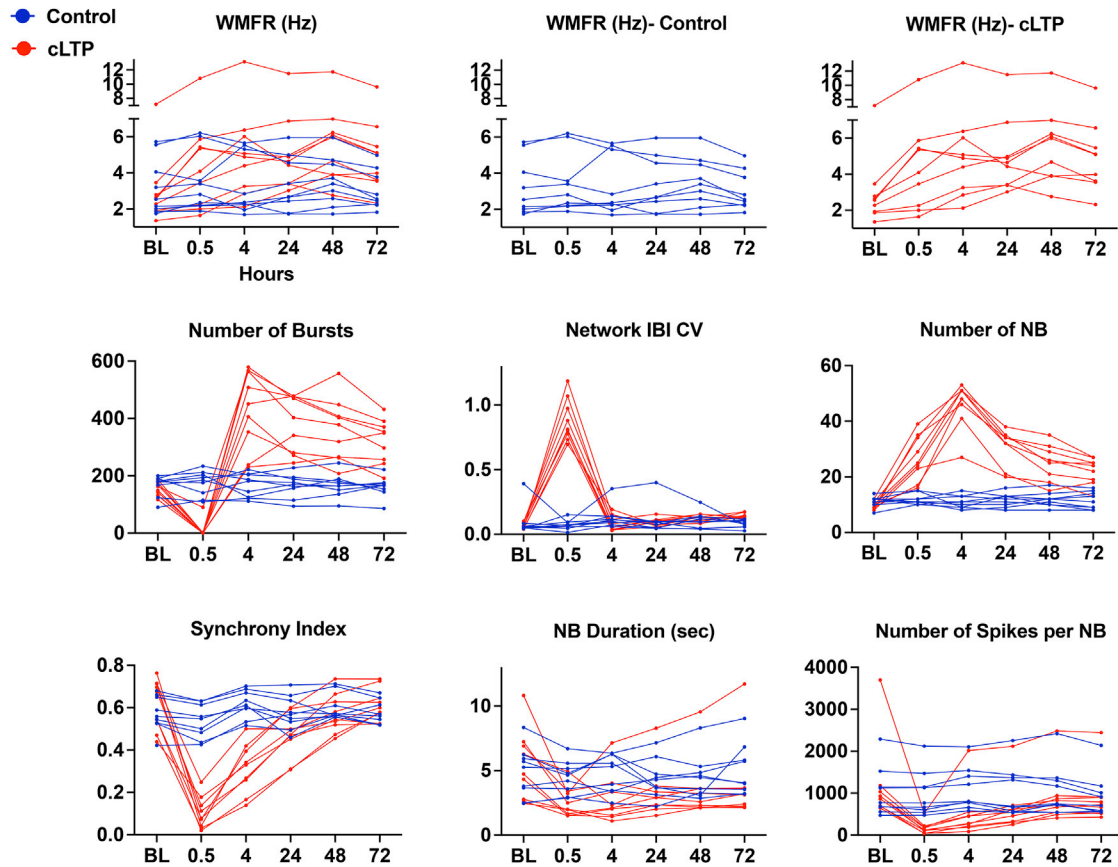 Control
cLTP
WMFR (Hz)
12
10
8
6
4
2
BL 0.5 4 24 48 72
Hours
WMFR (Hz)- Control
12
10
8
6
4
2
BL 0.5 4 24 48 72
WMFR (Hz)- cLTP
12
10
8
6
4
2
BL 0.5 4 24 48 72
Number of Bursts
600
400
200
0
BL 0.5 4 24 48 72
Network IBI CV
1.0
0.5
0.0
BL 0.5 4 24 48 72
Number of NB
60
40
20
0
BL 0.5 4 24 48 72
Synchrony Index
0.8
0.6
0.4
0.2
0.0
BL 0.5 4 24 48 72
NB Duration (sec)
10
5
0
BL 0.5 4 24 48 72
Number of Spikes per NB
4000
3000
2000
1000
0
BL 0.5 4 24 48 72